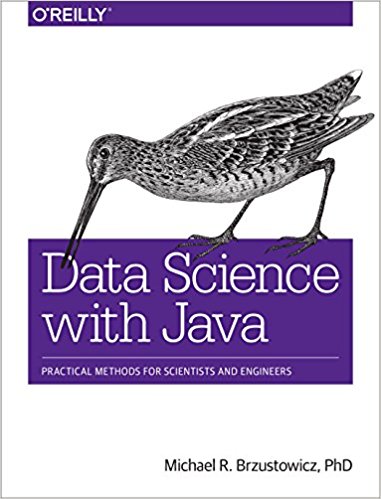 O'REILLY®
Data Science
with Java
PRACTICAL METHODS FOR SCIENTISTS AND ENGINEERS
Michael R. Brzustowicz, PhD